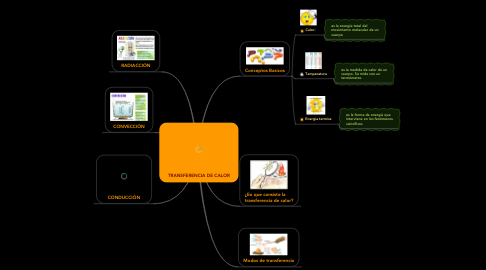 TRANSFERENCIA DE CALOR
RADIACCIÓN
CONVECCIÓN
CONDUCCIÓN
Conceptos Basicos
Calor:
es la energia total del
movimiento molecular de un
cuerpo
Temperatura
es la medida de calor de un
cuerpo. Se mide con un
termómetro.
Energia termica
es la forma de energia que
interviene en los fenómenos
caloríficos
¿En que consiste la
transferencia de calor?
Modos de transferencia